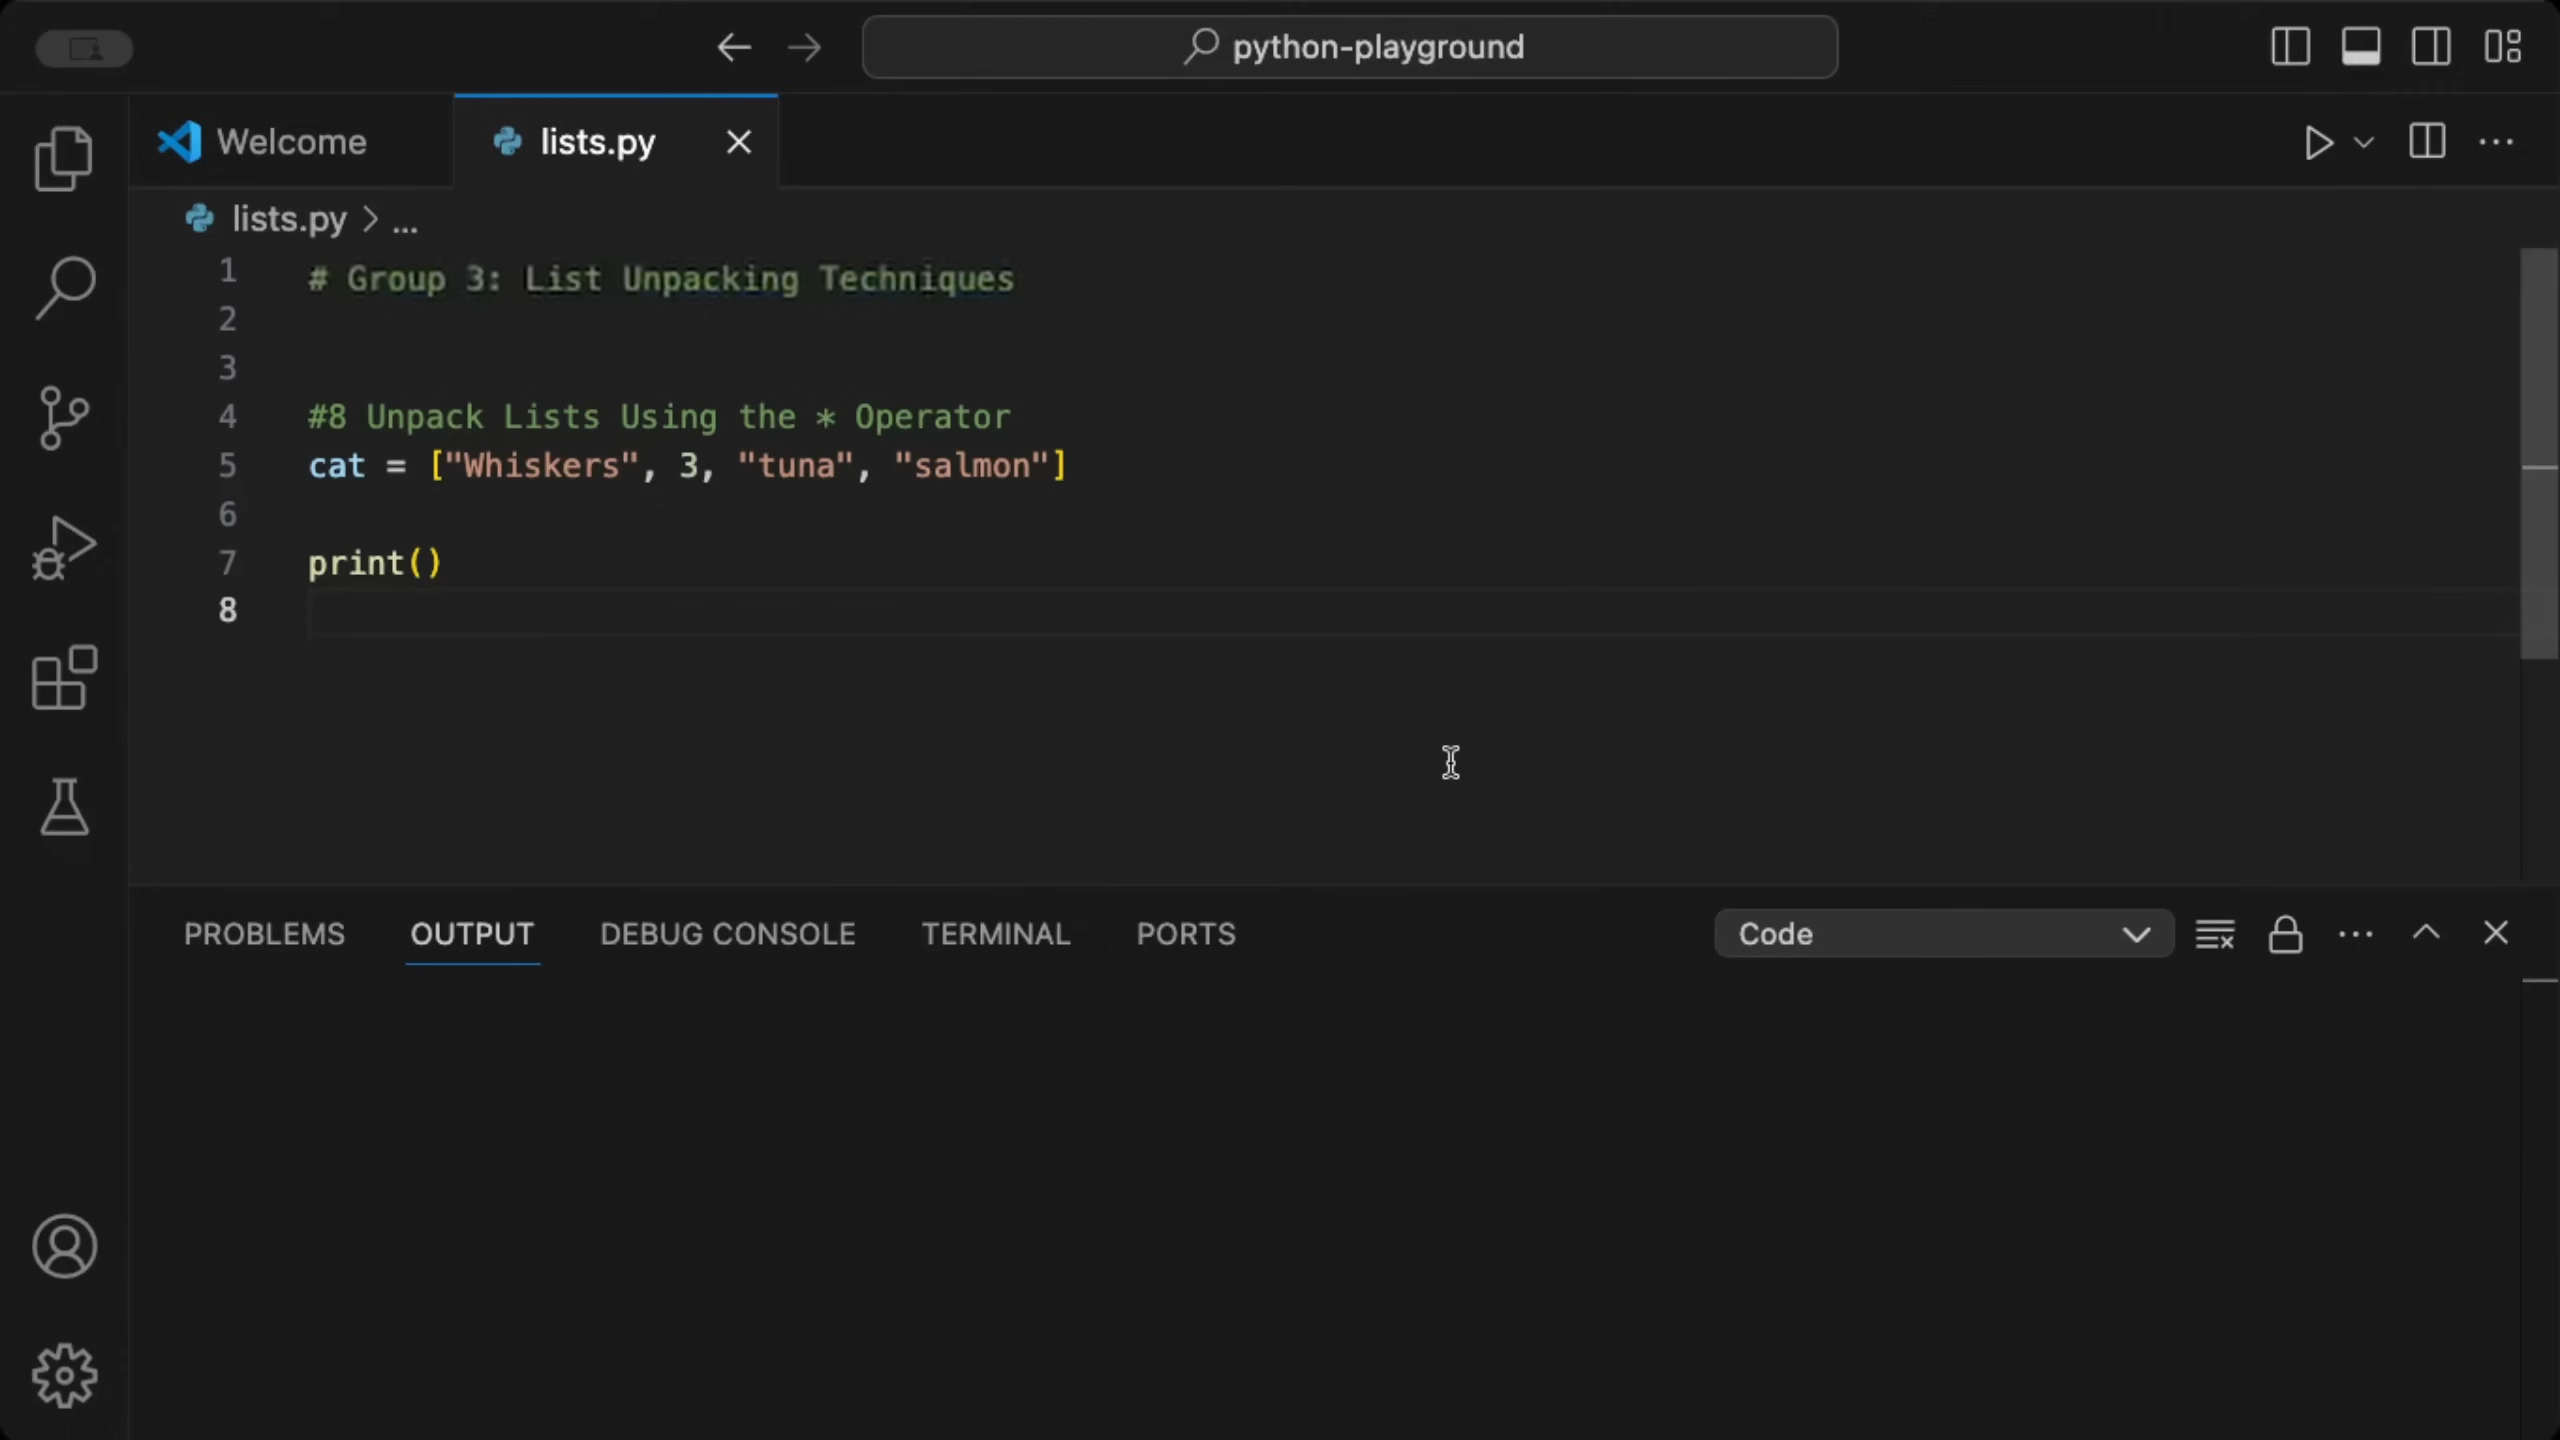 python-playground
Welcome
lists.py
lists.py > ...
1 # Group 3: List Unpacking Techniques
2
3
4 #8 Unpack Lists Using the * Operator
5 cat = ["Whiskers", 3, "tuna", "salmon"]
6
7 print()
8
PROBLEMS OUTPUT DEBUG CONSOLE TERMINAL PORTS Code